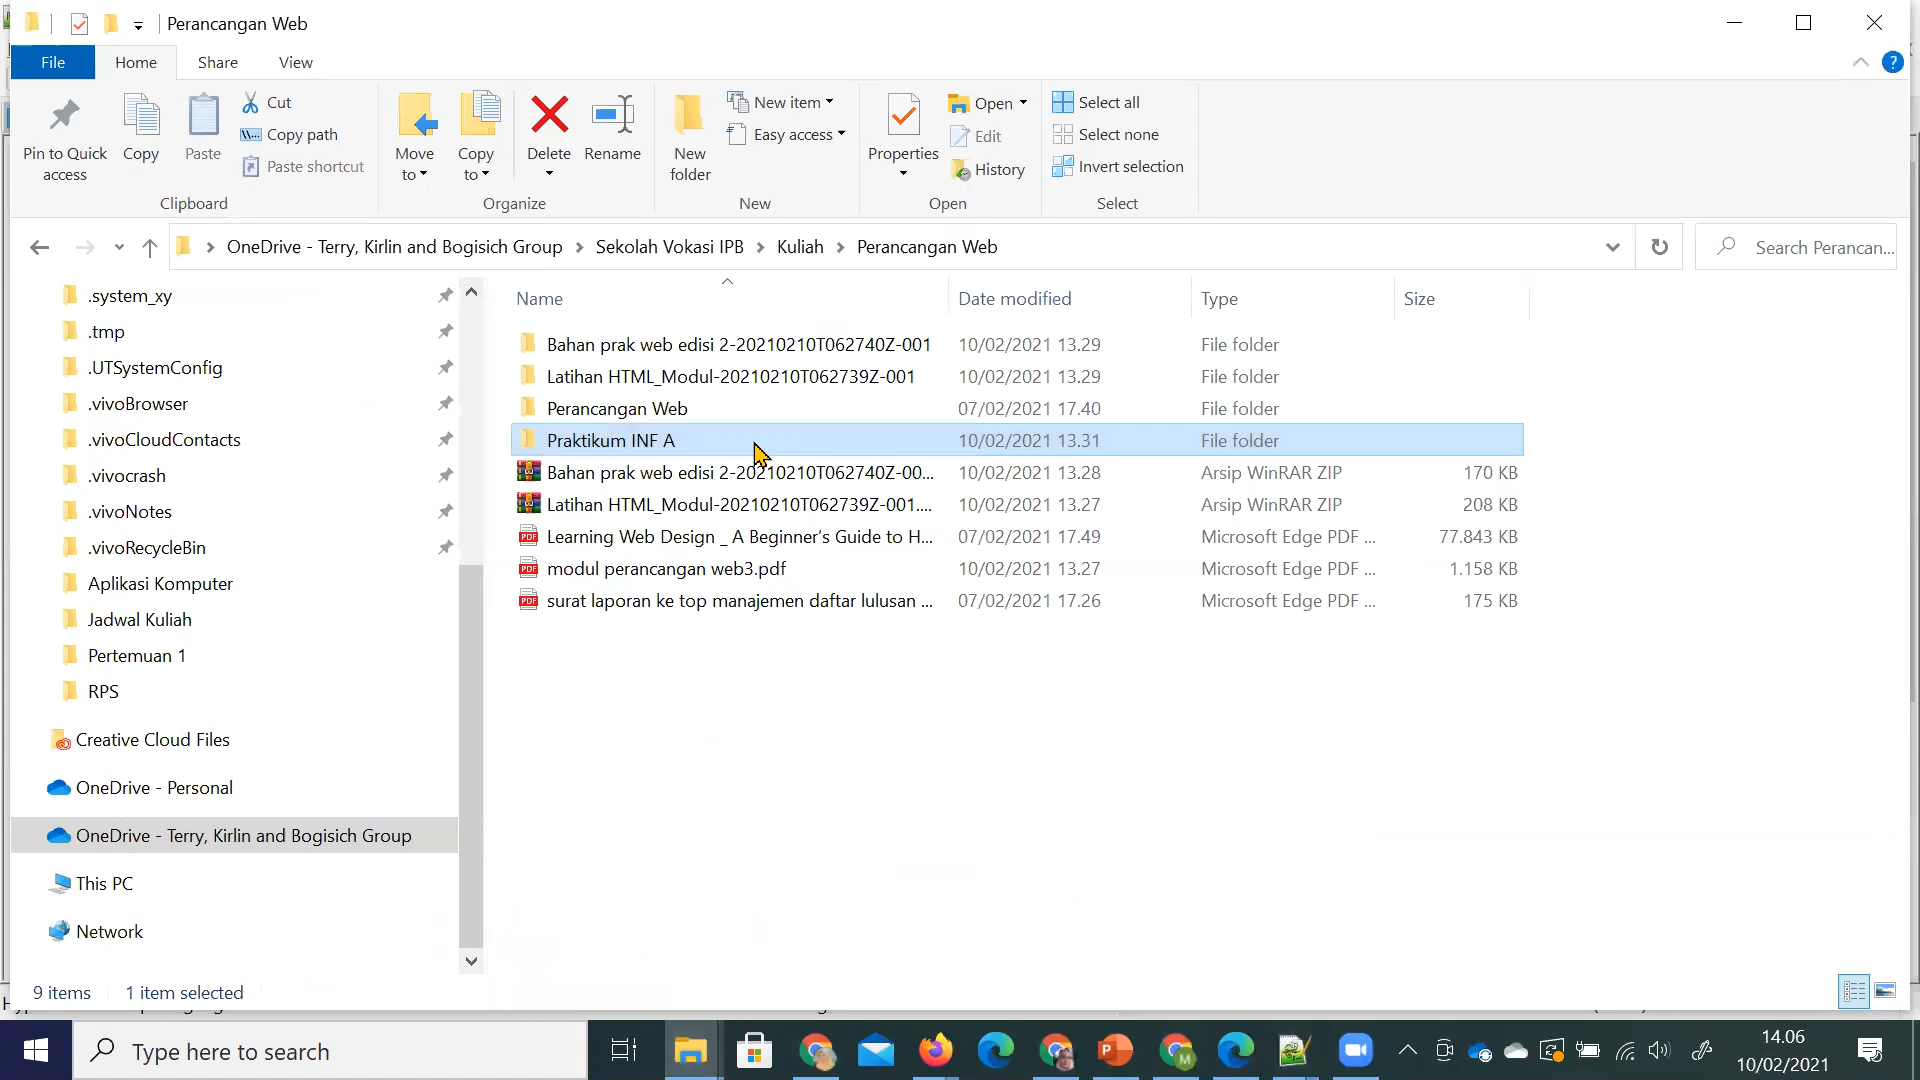 Perancangan Web
File
Home
Share
View
?
Pin to Quick access
Copy
Paste
Cut
Copy path
Paste shortcut
Clipboard
Move to
Copy to
Delete
Rename
Organize
New folder
New item
Easy access
New
Properties
Open
Edit
History
Open
Select all
Select none
Invert selection
Select
OneDrive - Terry, Kirlin and Bogisich Group
Sekolah Vokasi IPB
Kuliah
Perancangan Web
Search Perancan...
.system_xy
.tmp
.UTSystemConfig
.vivoBrowser
.vivoCloudContacts
.vivocrash
.vivoNotes
.vivoRecycleBin
Aplikasi Komputer
Jadwal Kuliah
Pertemuan 1
RPS
Creative Cloud Files
OneDrive - Personal
OneDrive - Terry, Kirlin and Bogisich Group
This PC
Network
Name Date modified Type Size
Bahan prak web edisi 2-20210210T062740Z-001 10/02/2021 13.29 File folder
Latihan HTML_Modul-20210210T062739Z-001 10/02/2021 13.29 File folder
Perancangan Web 07/02/2021 17.40 File folder
Praktikum INF A 10/02/2021 13.31 File folder
Bahan prak web edisi 2-20210210T062740Z-00... 10/02/2021 13.28 Arsip WinRAR ZIP 170 KB
Latihan HTML_Modul-20210210T062739Z-001.... 10/02/2021 13.27 Arsip WinRAR ZIP 208 KB
Learning Web Design _ A Beginner's Guide to H... 07/02/2021 17.49 Microsoft Edge PDF ... 77.843 KB
modul perancangan web3.pdf 10/02/2021 13.27 Microsoft Edge PDF ... 1.158 KB
surat laporan ke top manajemen daftar lulusan ... 07/02/2021 17.26 Microsoft Edge PDF ... 175 KB
9 items 1 item selected
Type here to search
14.06
10/02/2021